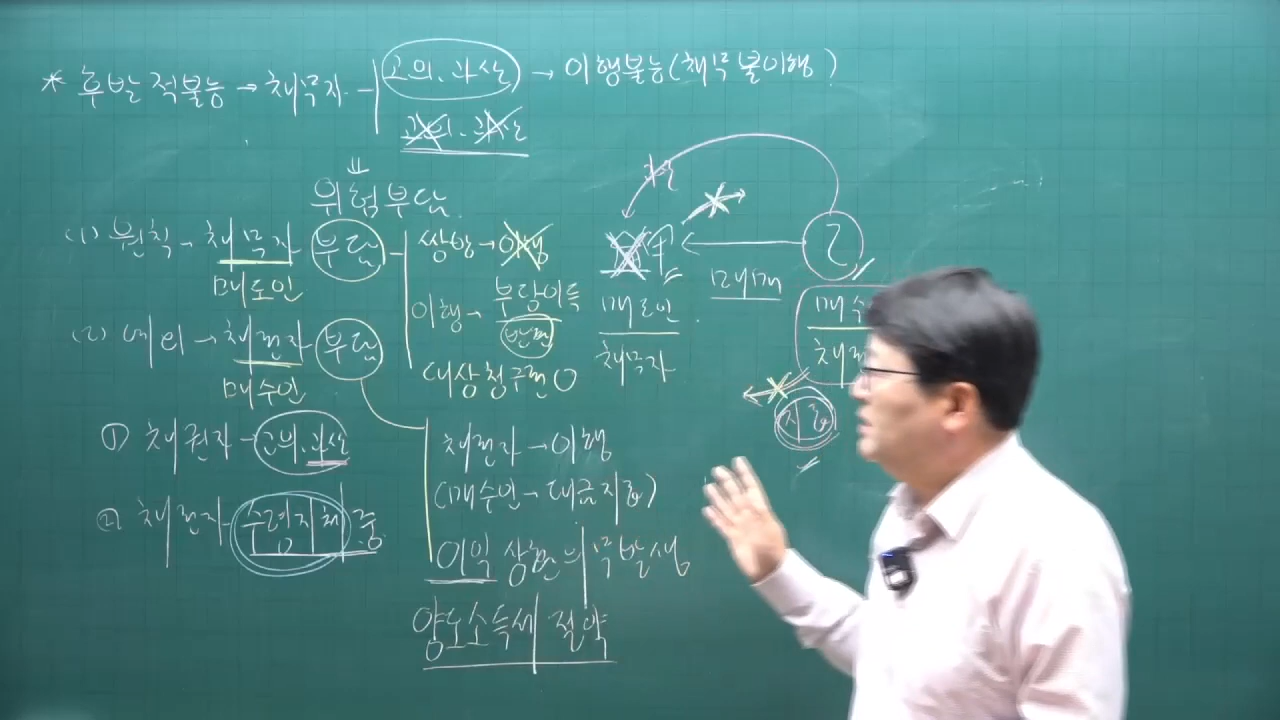 * 후발적불능 → 채무자 - 고의.과실 → 이행불능(채무불이행)
고의.과실
⇓
위험부담
(1) 원칙 - 채무자 부담
매도인
쌍방 → 이행
이행 → 부당이득
반환
대상청구권 O
(2) 예외 → 채권자 부담
매수인
① 채권자 - 고의.과실
② 채권자 - 수령지체 중
채권자 → 이행
(매수인 → 대금지급)
이익상환의무발생
양도소득세 절약
甲
매도인
채무자
매매
乙
매수
채권